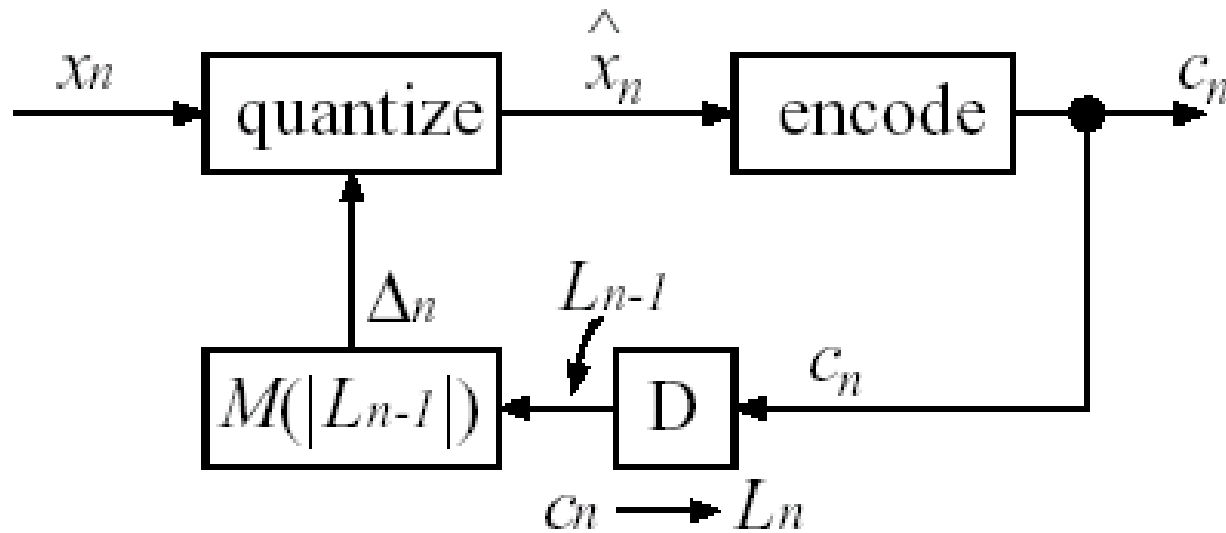 xn
quantize
x̂n
encode
cn
Δn
Ln-1
cn
M(|Ln-1|)
D
cn → Ln